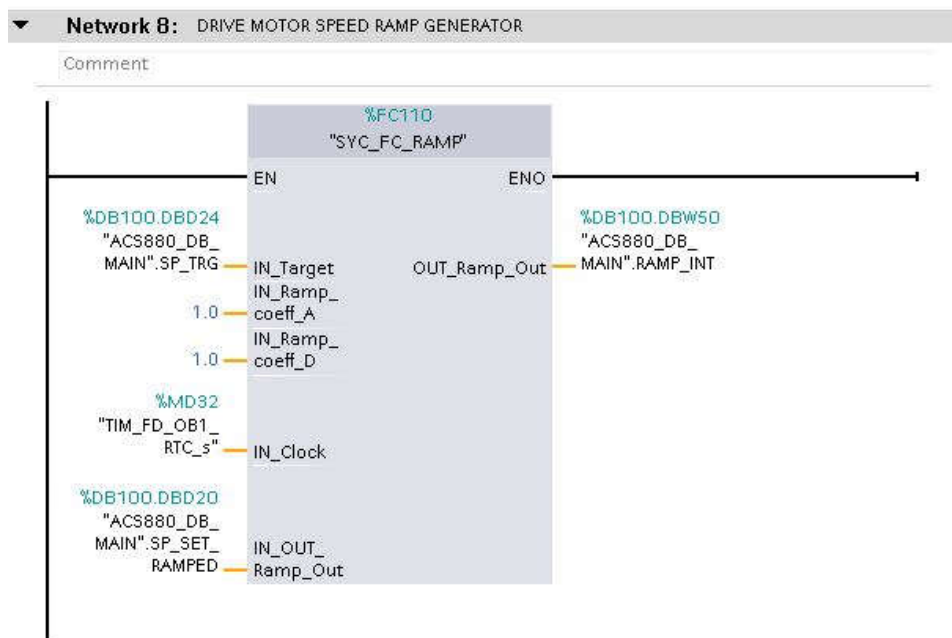 Network 8: DRIVE MOTOR SPEED RAMP GENERATOR
Comment
%FC110
"SYC_FC_RAMP"
EN
ENO
%DB100.DBD24
"ACS880_DB_
MAIN".SP_TRG
IN_Target
OUT_Ramp_Out
%DB100.DBW50
"ACS880_DB_
MAIN".RAMP_INT
1.0
IN_Ramp_
coeff_A
1.0
IN_Ramp_
coeff_D
%MD32
"TIM_FD_OB1_
RTC_s"
IN_Clock
%DB100.DBD20
"ACS880_DB_
MAIN".SP_SET_
RAMPED
IN_OUT_
Ramp_Out